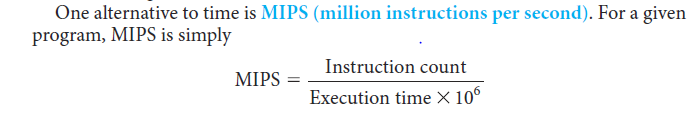 One alternative to time is MIPS (million instructions per second). For a given
program, MIPS is simply
MIPS = Instruction count / Execution time × 10⁶